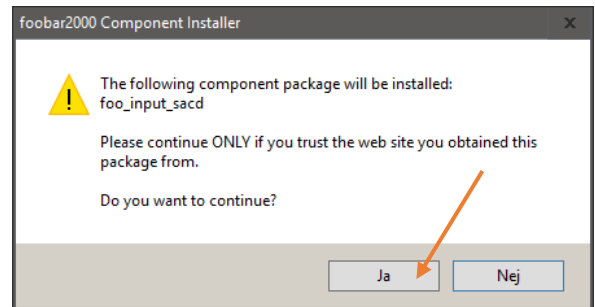 foobar2000 Component Installer
The following component package will be installed:
foo_input_sacd
Please continue ONLY if you trust the web site you obtained this
package from.
Do you want to continue?
Ja
Nej